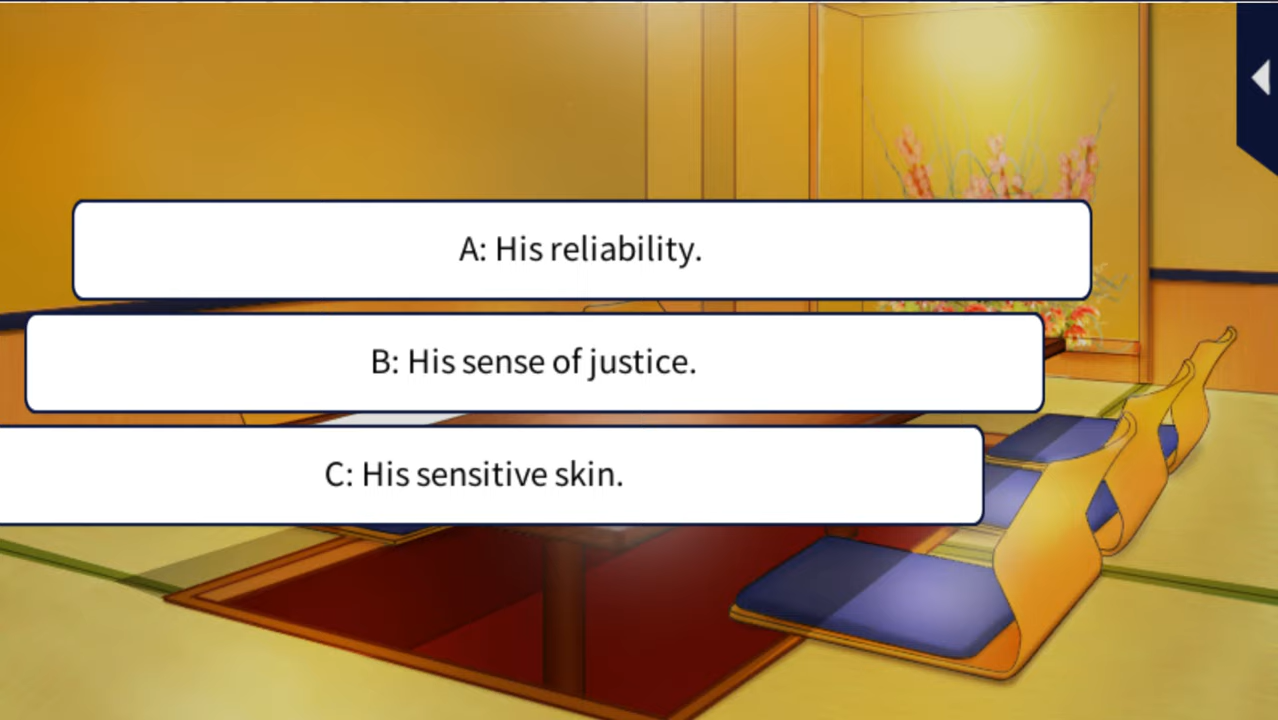 A: His reliability.
B: His sense of justice.
C: His sensitive skin.